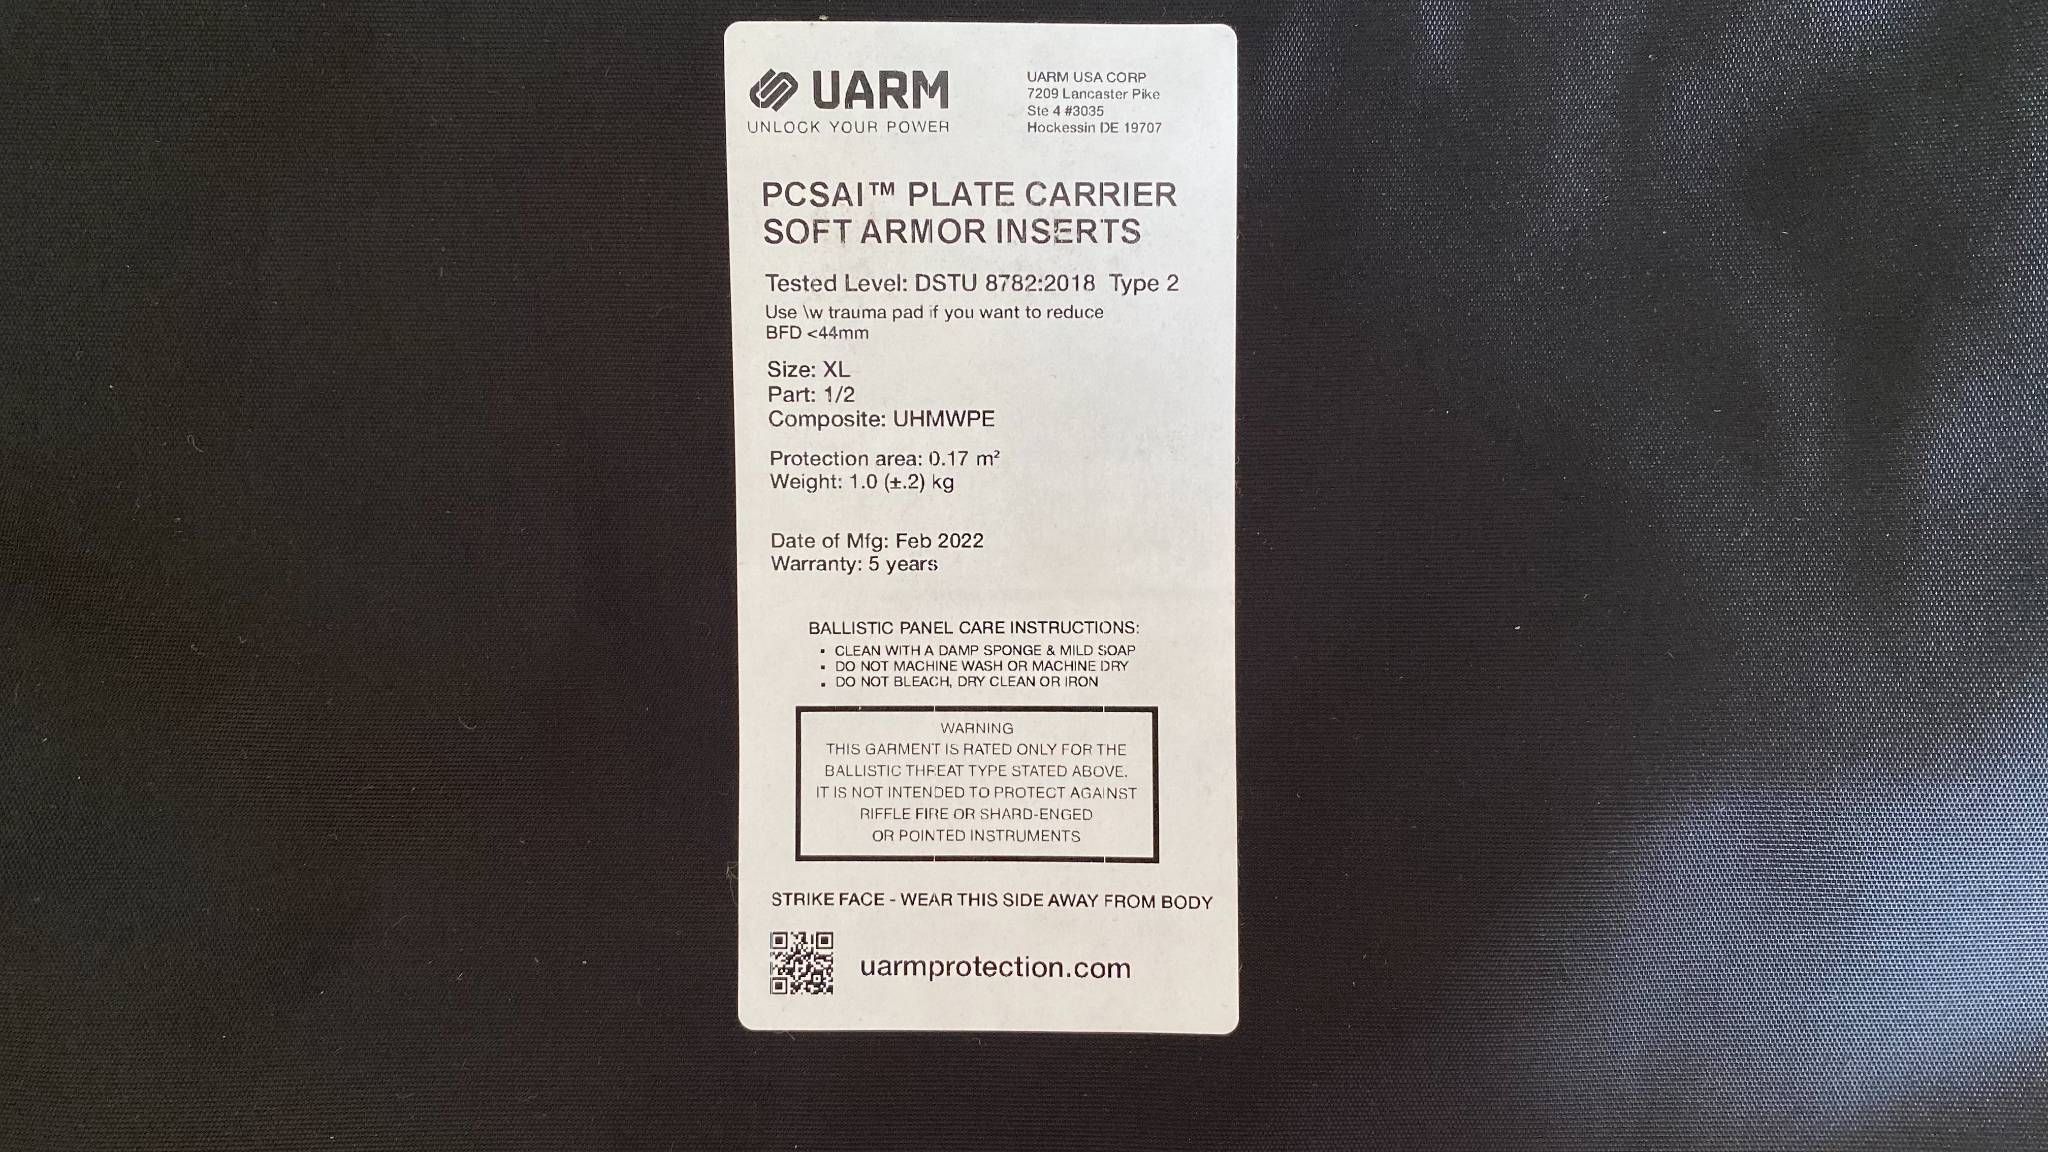 UARM
UNLOCK YOUR POWER
UARM USA CORP
7209 Lancaster Pike
Ste 4 #3035
Hockessin DE 19707
PCSAI™ PLATE CARRIER
SOFT ARMOR INSERTS
Tested Level: DSTU 8782:2018 Type 2
Use \w trauma pad if you want to reduce
BFD <44mm
Size: XL
Part: 1/2
Composite: UHMWPE
Protection area: 0.17 m²
Weight: 1.0 (±.2) kg
Date of Mfg: Feb 2022
Warranty: 5 years
BALLISTIC PANEL CARE INSTRUCTIONS:
▪ CLEAN WITH A DAMP SPONGE & MILD SOAP
▪ DO NOT MACHINE WASH OR MACHINE DRY
▪ DO NOT BLEACH, DRY CLEAN OR IRON
WARNING
THIS GARMENT IS RATED ONLY FOR THE
BALLISTIC THREAT TYPE STATED ABOVE.
IT IS NOT INTENDED TO PROTECT AGAINST
RIFFLE FIRE OR SHARD-ENGED
OR POINTED INSTRUMENTS
STRIKE FACE - WEAR THIS SIDE AWAY FROM BODY
uarmprotection.com